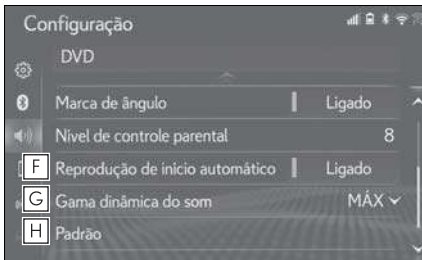 Configuração
DVD
Marca de ângulo Ligado
Nível de controle parental 8
F Reprodução de início automático Ligado
G Gama dinâmica do som MÁX
H Padrão